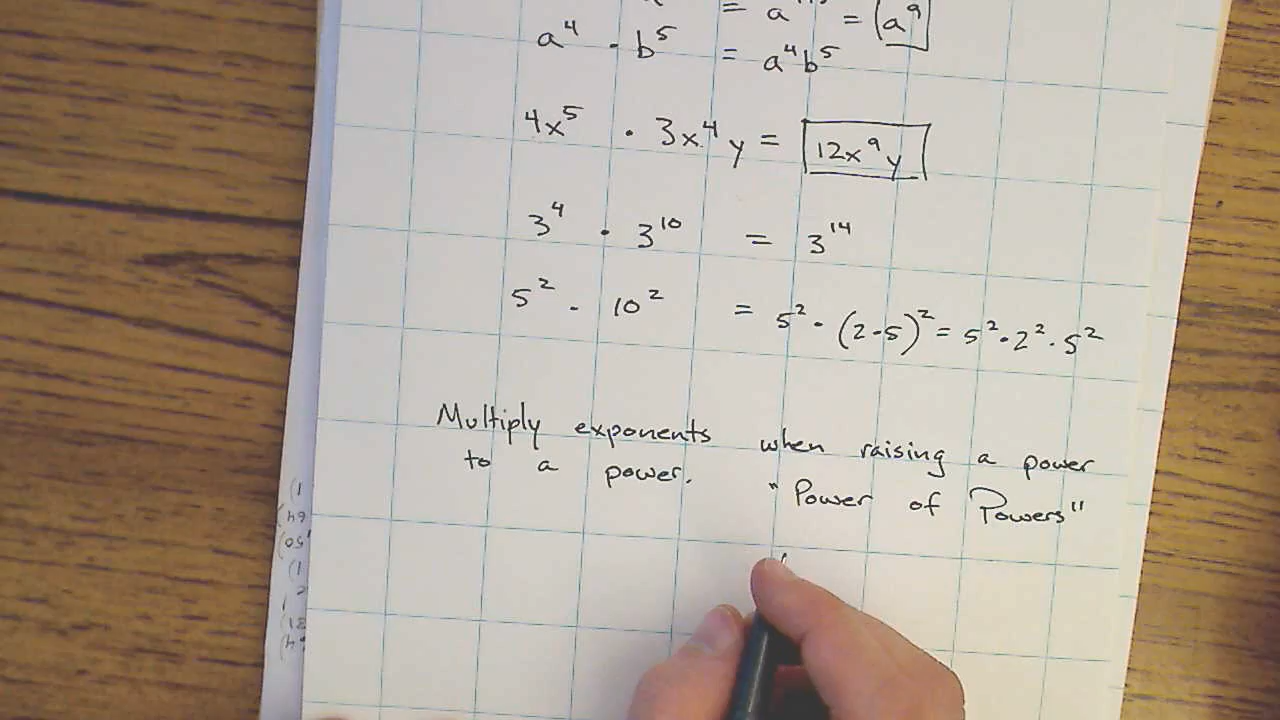 = a = a⁹
a⁴ · b⁵ = a⁴b⁵
4x⁵ · 3x⁴y = 12x⁹y
3⁴ · 3¹⁰ = 3¹⁴
5² · 10² = 5² · (2·5)² = 5² · 2² · 5²
Multiply exponents when raising a power
to a power. "Power of Powers"